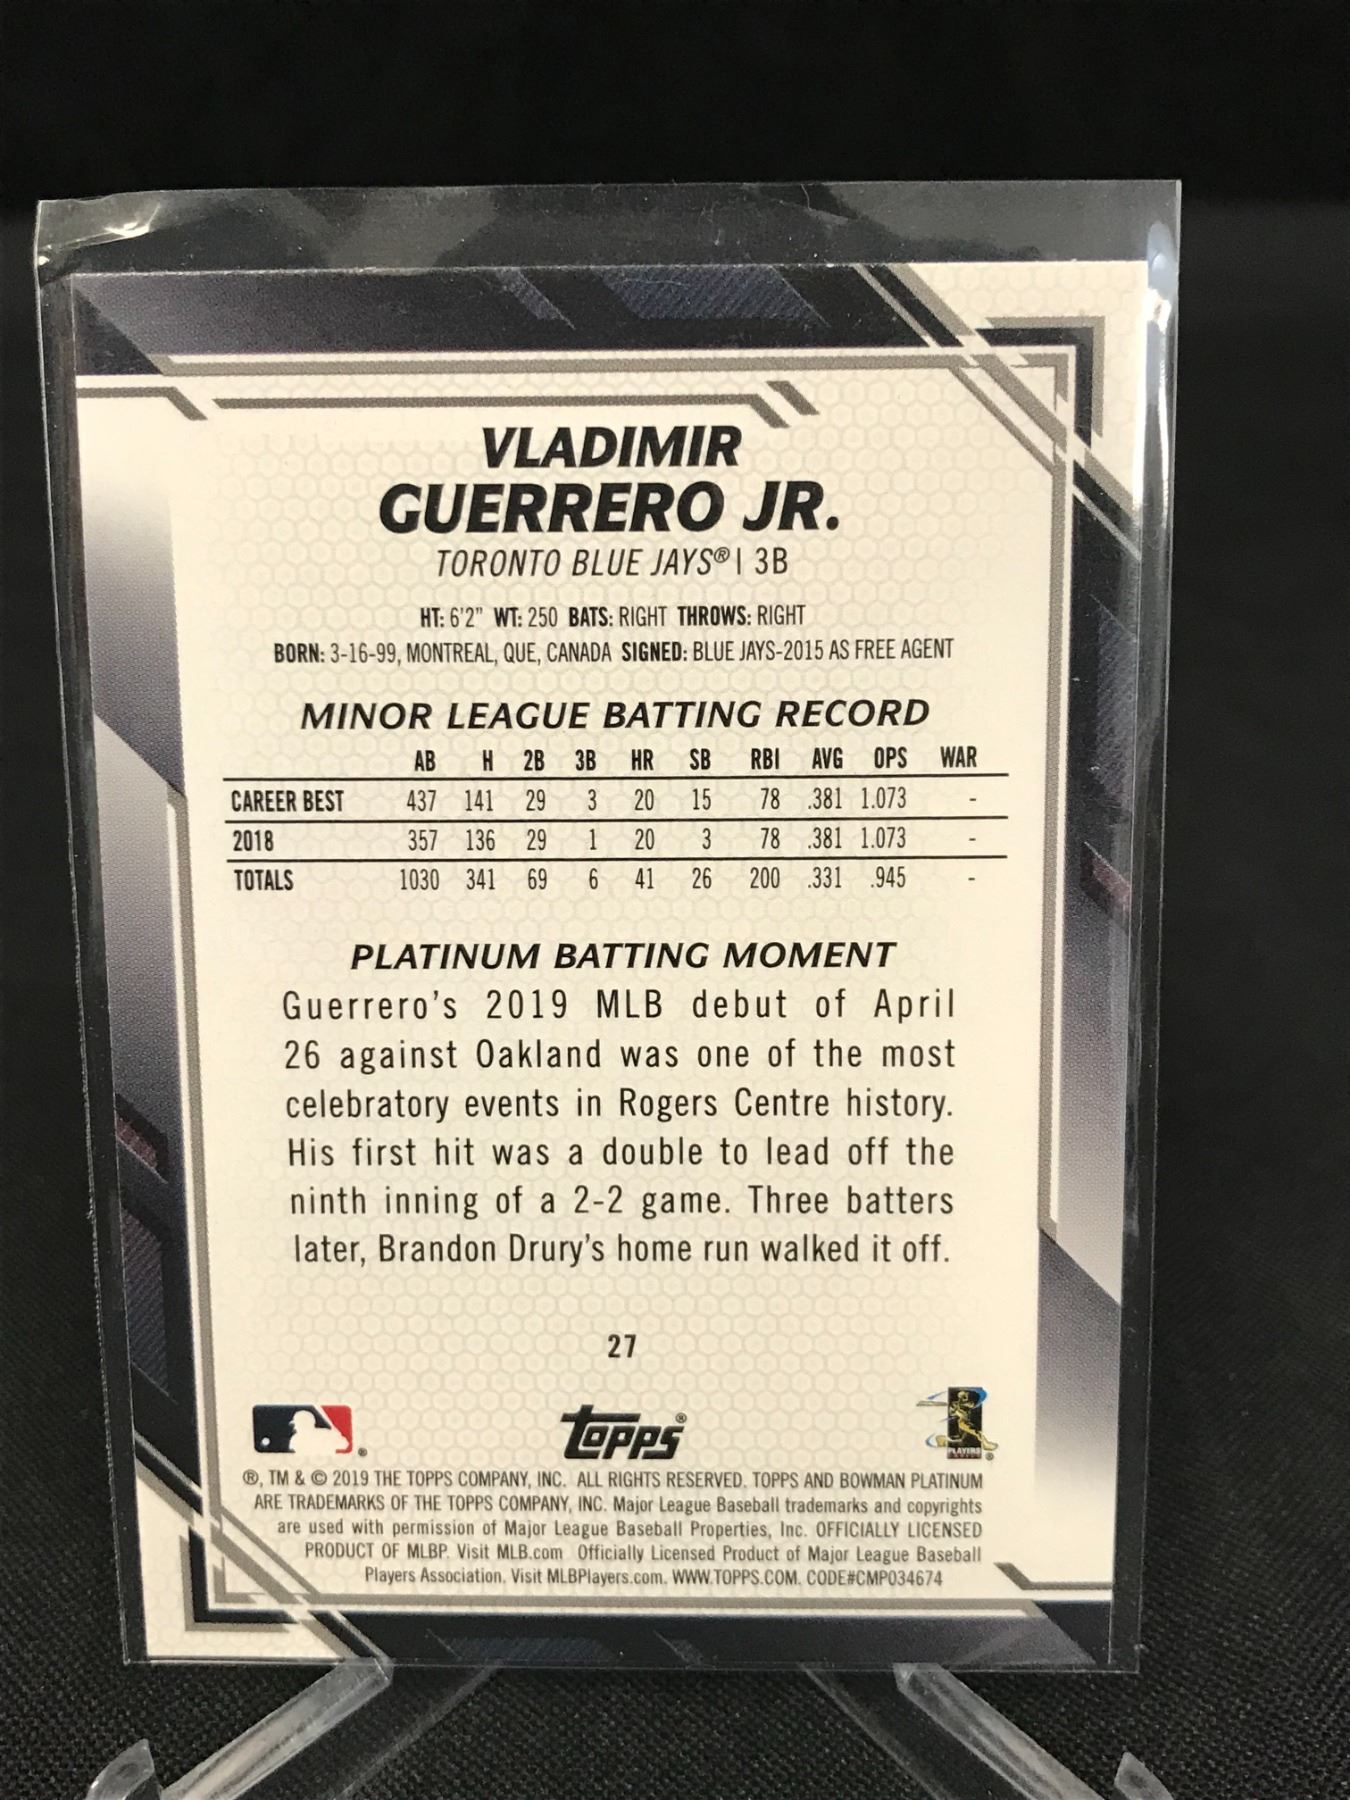 VLADIMIR
GUERRERO JR.
TORONTO BLUE JAYS® | 3B
HT: 6'2" WT: 250 BATS: RIGHT THROWS: RIGHT
BORN: 3-16-99, MONTREAL, QUE, CANADA SIGNED: BLUE JAYS-2015 AS FREE AGENT
MINOR LEAGUE BATTING RECORD
AB H 2B 3B HR SB RBI AVG OPS WAR
CAREER BEST 437 141 29 3 20 15 78 .381 1.073 -
2018 357 136 29 1 20 3 78 .381 1.073 -
TOTALS 1030 341 69 6 41 26 200 .331 .945 -
PLATINUM BATTING MOMENT
Guerrero's 2019 MLB debut of April
26 against Oakland was one of the most
celebratory events in Rogers Centre history.
His first hit was a double to lead off the
ninth inning of a 2-2 game. Three batters
later, Brandon Drury's home run walked it off.
27
® Topps® PLAYERS ®
®, TM & © 2019 THE TOPPS COMPANY, INC. ALL RIGHTS RESERVED. TOPPS AND BOWMAN PLATINUM
ARE TRADEMARKS OF THE TOPPS COMPANY, INC. Major League Baseball trademarks and copyrights
are used with permission of Major League Baseball Properties, Inc. OFFICIALLY LICENSED
PRODUCT OF MLBP. Visit MLB.com Officially Licensed Product of Major League Baseball
Players Association. Visit MLBPlayers.com. WWW.TOPPS.COM. CODE#CMP034674